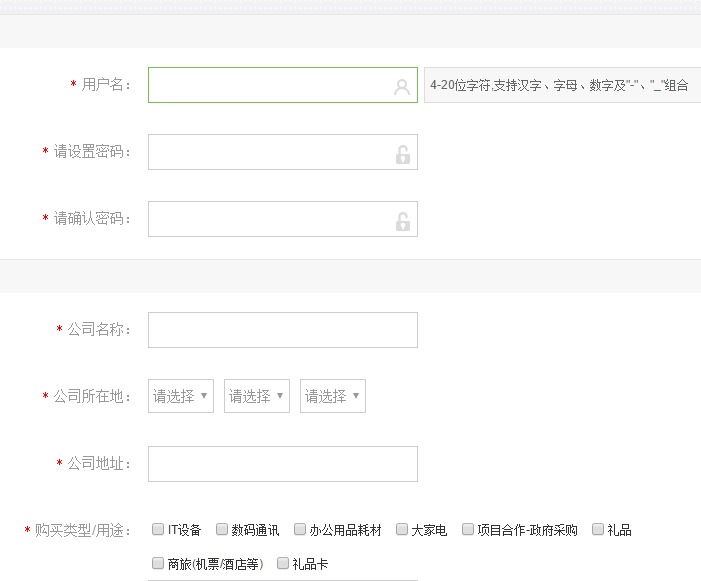 * 用户名： 4-20位字符,支持汉字、字母、数字及"-"、"_"组合
* 请设置密码：
* 请确认密码：
* 公司名称：
* 公司所在地： 请选择 ▼ 请选择 ▼ 请选择 ▼
* 公司地址：
* 购买类型/用途： IT设备 数码通讯 办公用品耗材 大家电 项目合作-政府采购 礼品
商旅(机票/酒店等) 礼品卡